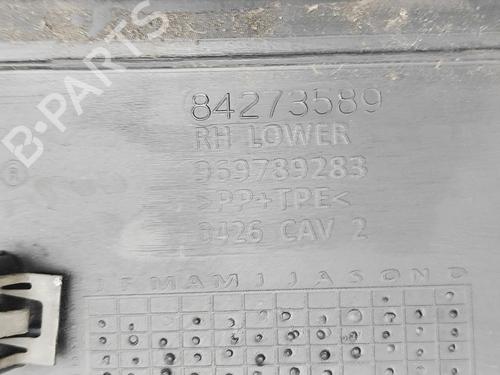 B-PARTS
84273589
RH LOWER
969789283
>PP+TPE<
8426 CAV 2
J F M A M J J A S O N D